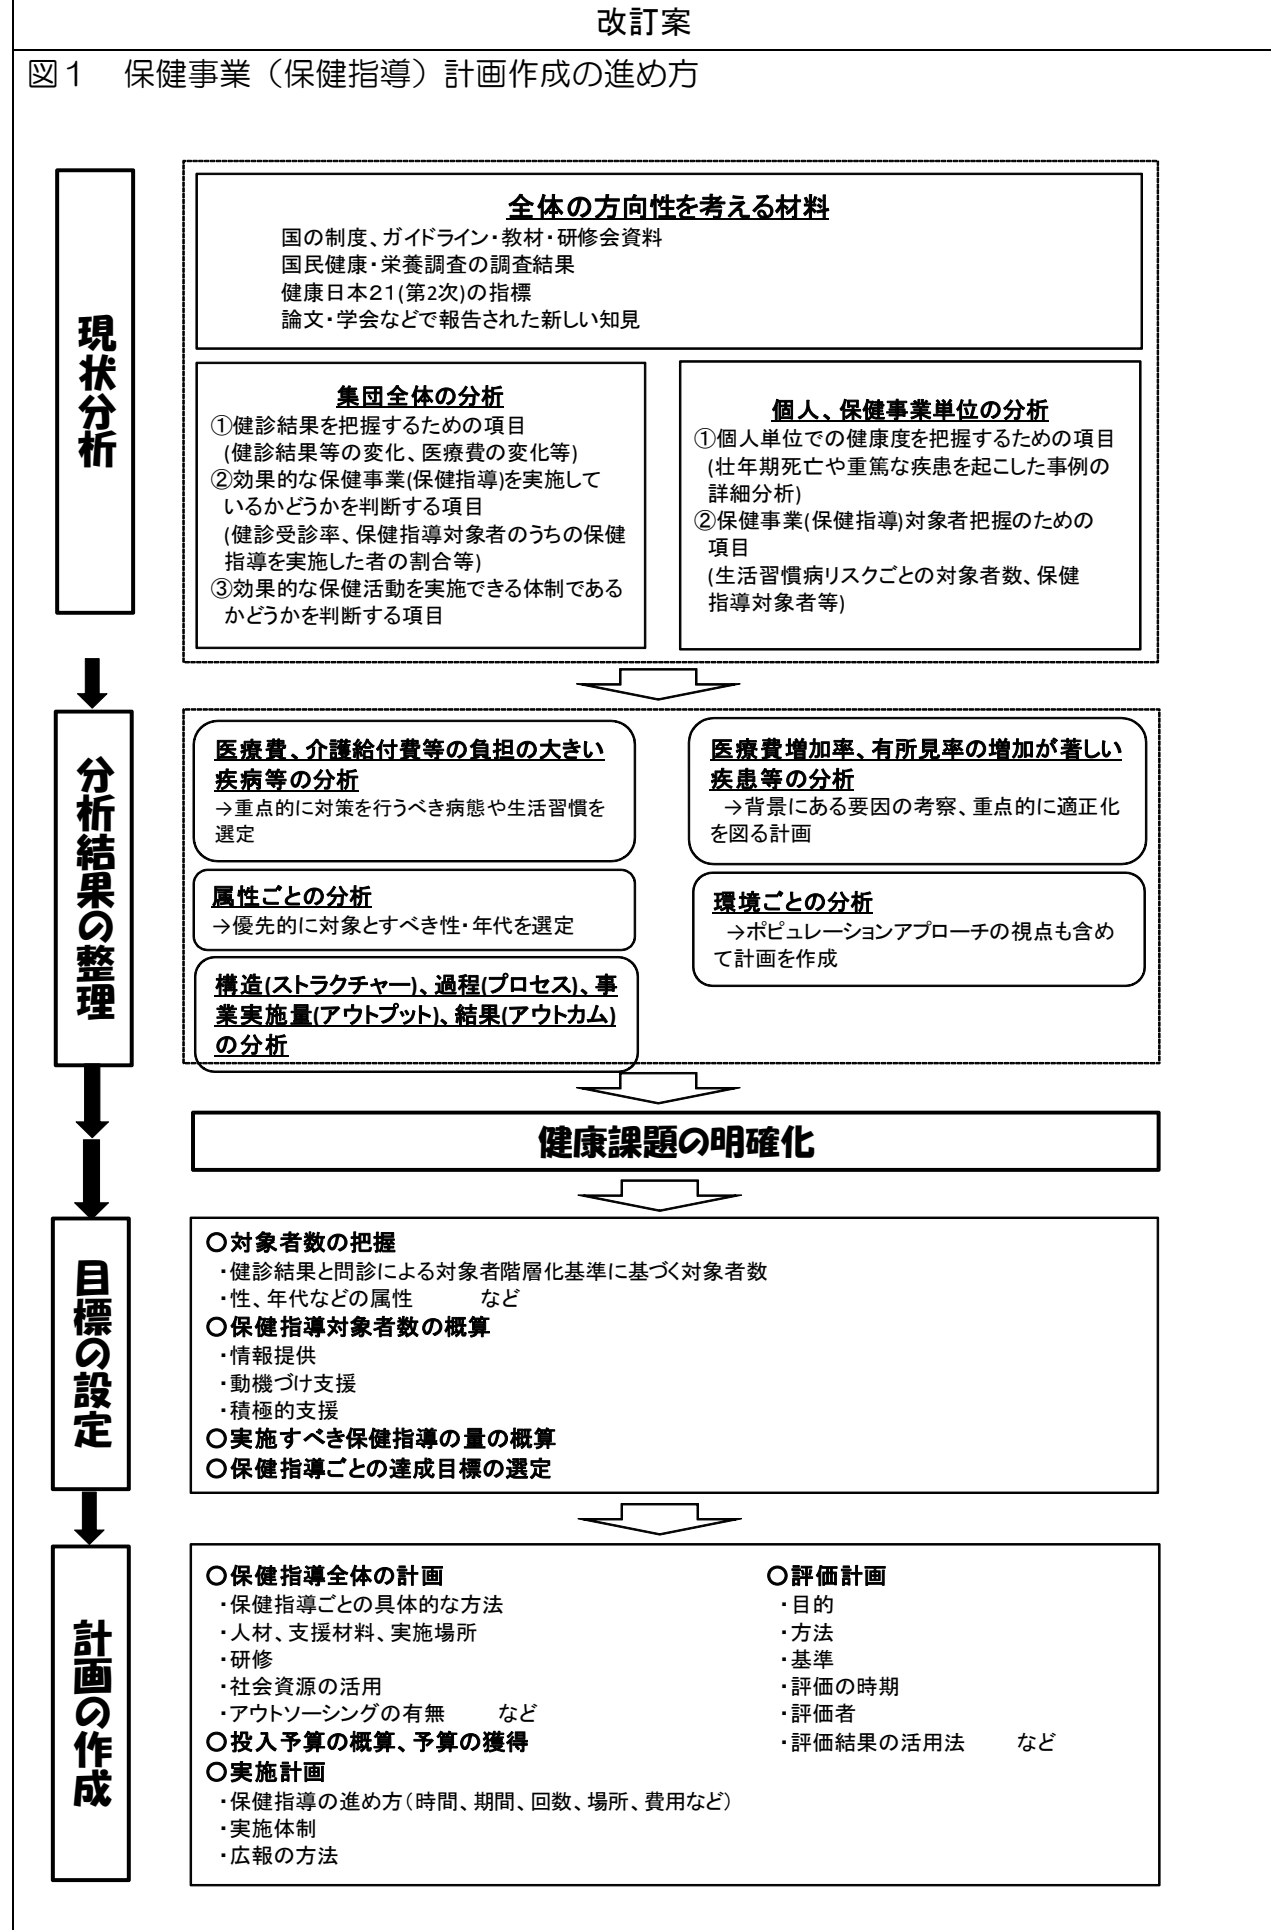 改訂案
図１　保健事業（保健指導）計画作成の進め方
現状分析
全体の方向性を考える材料
国の制度、ガイドライン・教材・研修会資料
国民健康・栄養調査の調査結果
健康日本２１(第2次)の指標
論文・学会などで報告された新しい知見
集団全体の分析
①健診結果を把握するための項目
(健診結果等の変化、医療費の変化等)
②効果的な保健事業(保健指導)を実施して
いるかどうかを判断する項目
(健診受診率、保健指導対象者のうちの保健
指導を実施した者の割合等)
③効果的な保健活動を実施できる体制である
かどうかを判断する項目
個人、保健事業単位の分析
①個人単位での健康度を把握するための項目
(壮年期死亡や重篤な疾患を起こした事例の
詳細分析)
②保健事業(保健指導)対象者把握のための
項目
(生活習慣病リスクごとの対象者数、保健
指導対象者等)
分析結果の整理
医療費、介護給付費等の負担の大きい
疾病等の分析
→重点的に対策を行うべき病態や生活習慣を
選定
医療費増加率、有所見率の増加が著しい
疾患等の分析
→背景にある要因の考察、重点的に適正化
を図る計画
属性ごとの分析
→優先的に対象とすべき性・年代を選定
環境ごとの分析
→ポピュレーションアプローチの視点も含め
て計画を作成
構造(ストラクチャー)、過程(プロセス)、事
業実施量(アウトプット)、結果(アウトカム)
の分析
健康課題の明確化
目標の設定
○対象者数の把握
・健診結果と問診による対象者階層化基準に基づく対象者数
・性、年代などの属性　　など
○保健指導対象者数の概算
・情報提供
・動機づけ支援
・積極的支援
○実施すべき保健指導の量の概算
○保健指導ごとの達成目標の選定
計画の作成
○保健指導全体の計画
・保健指導ごとの具体的な方法
・人材、支援材料、実施場所
・研修
・社会資源の活用
・アウトソーシングの有無　　など
○投入予算の概算、予算の獲得
○実施計画
・保健指導の進め方（時間、期間、回数、場所、費用など）
・実施体制
・広報の方法
○評価計画
・目的
・方法
・基準
・評価の時期
・評価者
・評価結果の活用法　　など